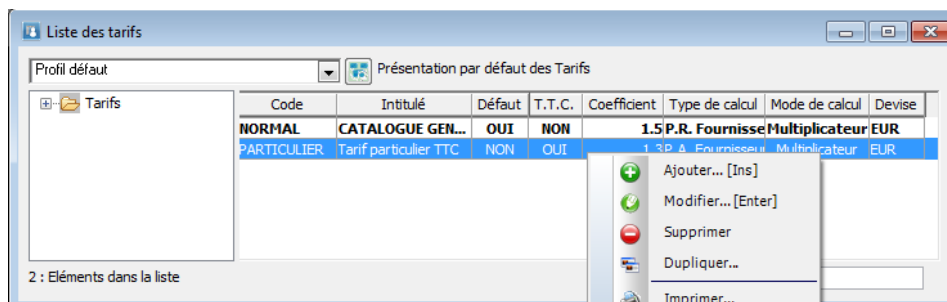 Liste des tarifs
Profil défaut Présentation par défaut des Tarifs
Tarifs
Code Intitulé Défaut T.T.C. Coefficient Type de calcul Mode de calcul Devise
NORMAL CATALOGUE GEN... OUI NON 1.5 P.R. Fournisse Multiplicateur EUR
PARTICULIER Tarif particulier TTC NON OUI 1.3 P.A. Fournisseur Multiplicateur EUR
Ajouter... [Ins]
Modifier... [Enter]
Supprimer
Dupliquer...
Imprimer...
2 : Eléments dans la liste